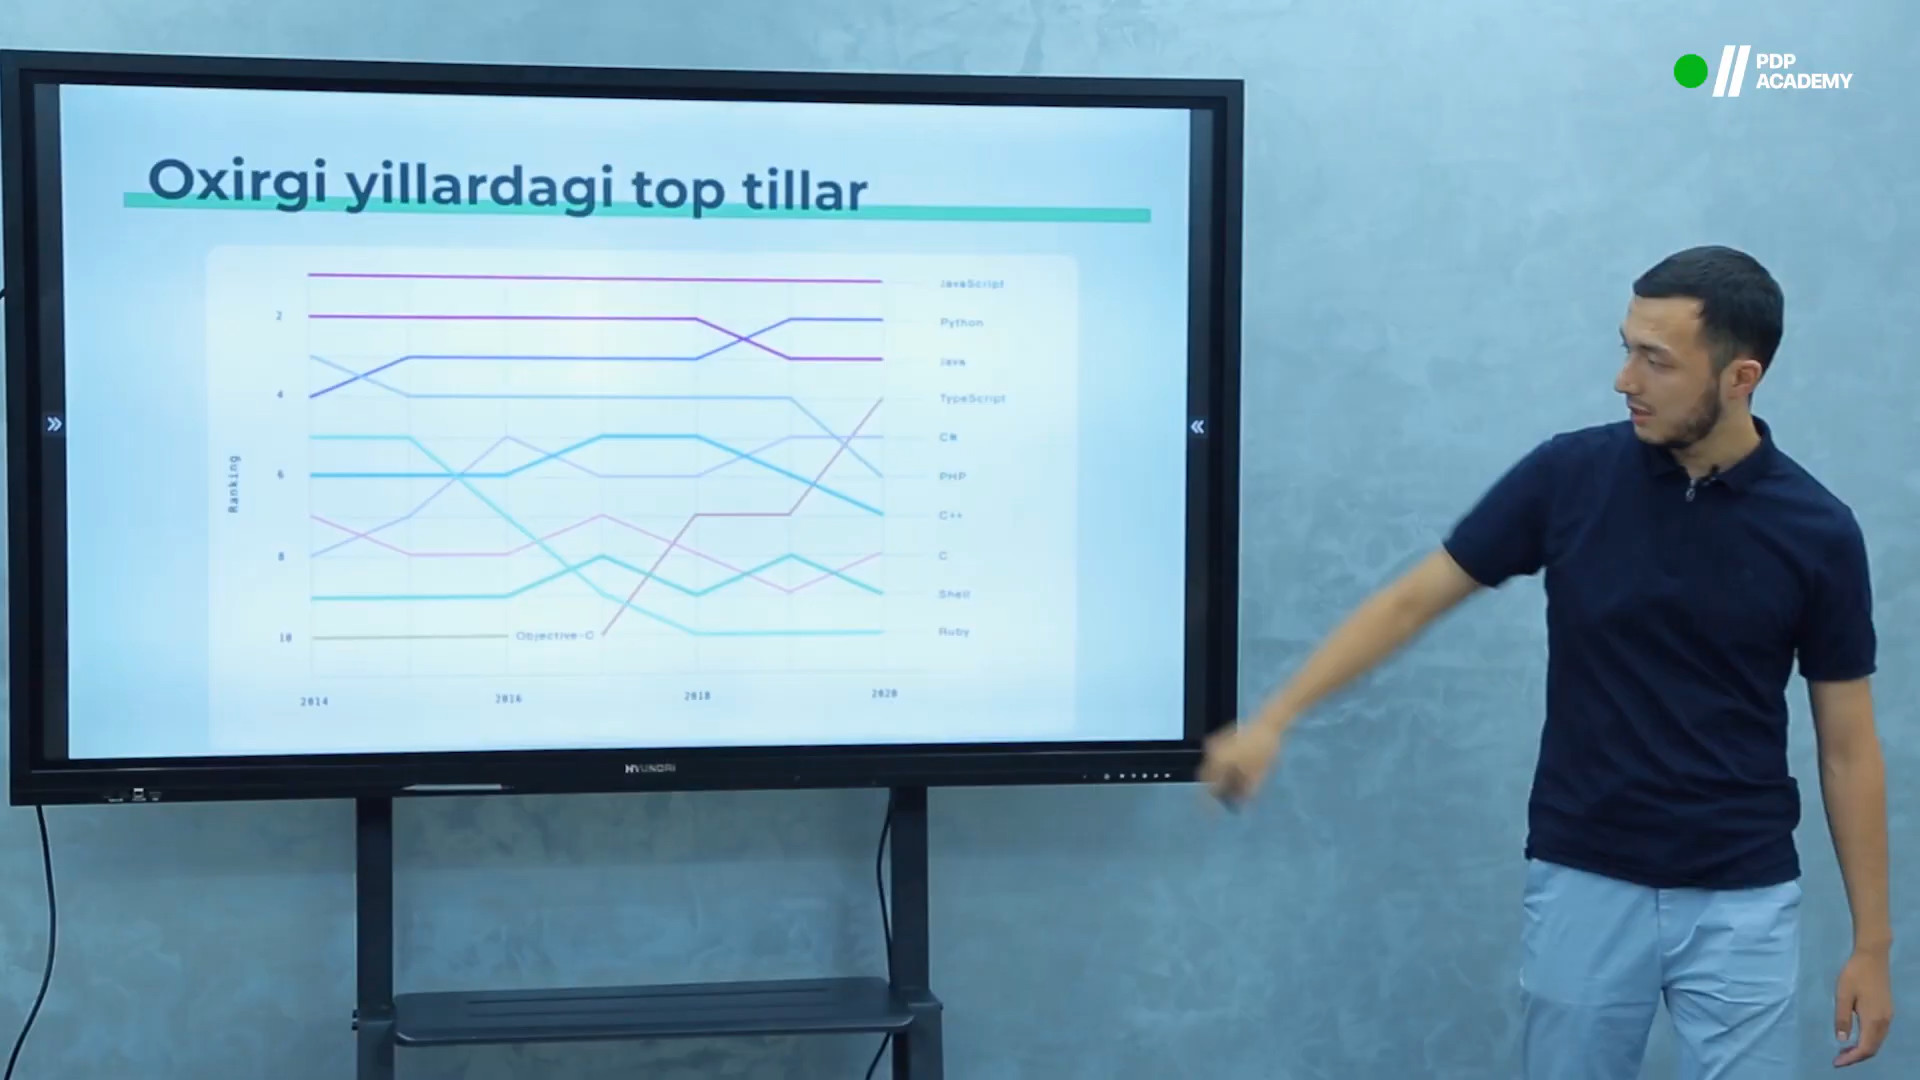 PDP
ACADEMY
Oxirgi yillardagi top tillar
JavaScript
2
Python
Java
4
TypeScript
C#
Ranking
6
PHP
C++
8
C
Shell
10
Objective-C
Ruby
2014
2016
2018
2020
HYUNDAI